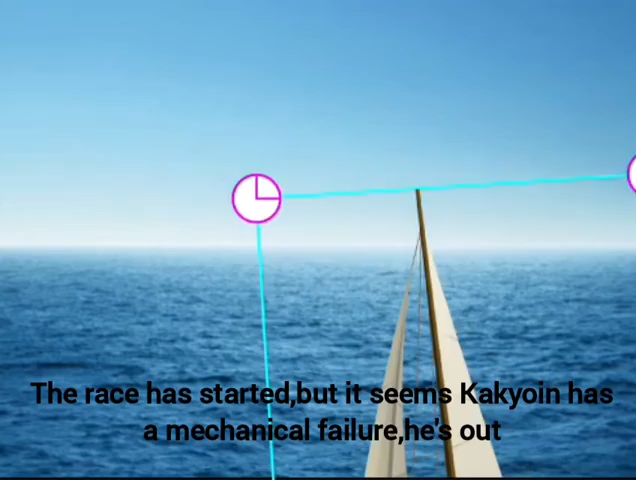 The race has started,but it seems Kakyoin has
a mechanical failure,he's out